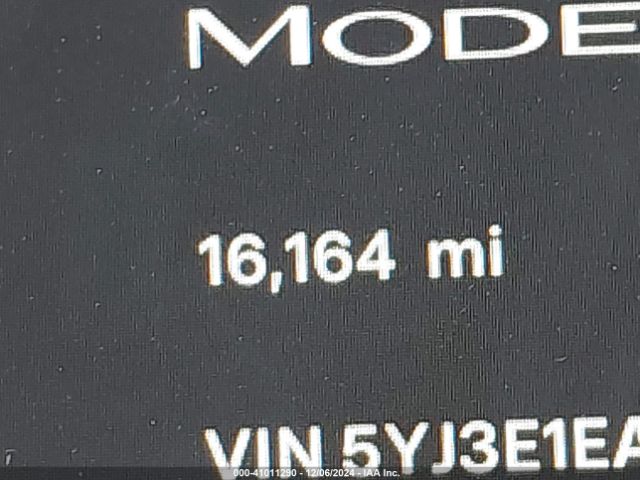 MODE
16,164 mi
VIN 5YJ3E1EA
000-41011290 - 12/06/2024 - IAA Inc.